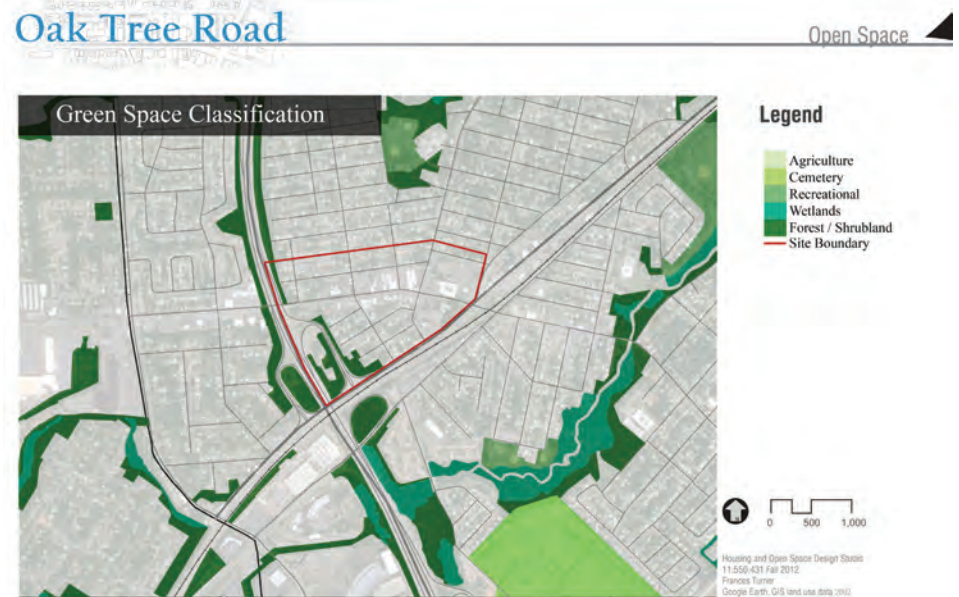 Oak Tree Road
Open Space
Green Space Classification
Legend
Agriculture
Cemetery
Recreational
Wetlands
Forest / Shrubland
Site Boundary
0 500 1,000
Housing and Open Space Design Studio
11:550:431 Fall 2012
Frances Turner
Google Earth, GIS land use data 2002